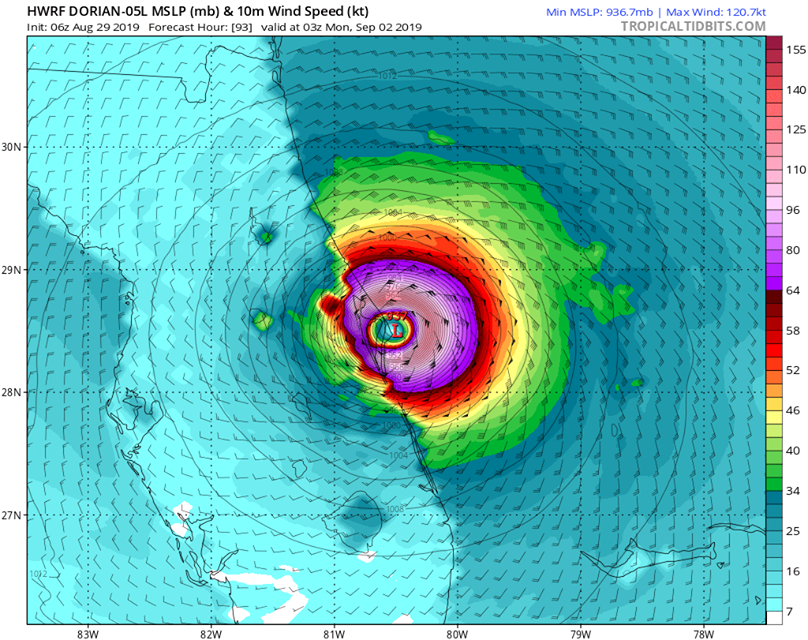 HWRF DORIAN-05L MSLP (mb) & 10m Wind Speed (kt)
Min MSLP: 936.7mb | Max Wind: 120.7kt
Init: 06z Aug 29 2019   Forecast Hour: [93]   valid at 03z Mon, Sep 02 2019
TROPICALTIDBITS.COM
155
140
125
110
96
80
64
58
52
46
40
34
25
16
7
30N
29N
28N
27N
1012
L
1004
1008
1012
83W 82W 81W 80W 79W 78W